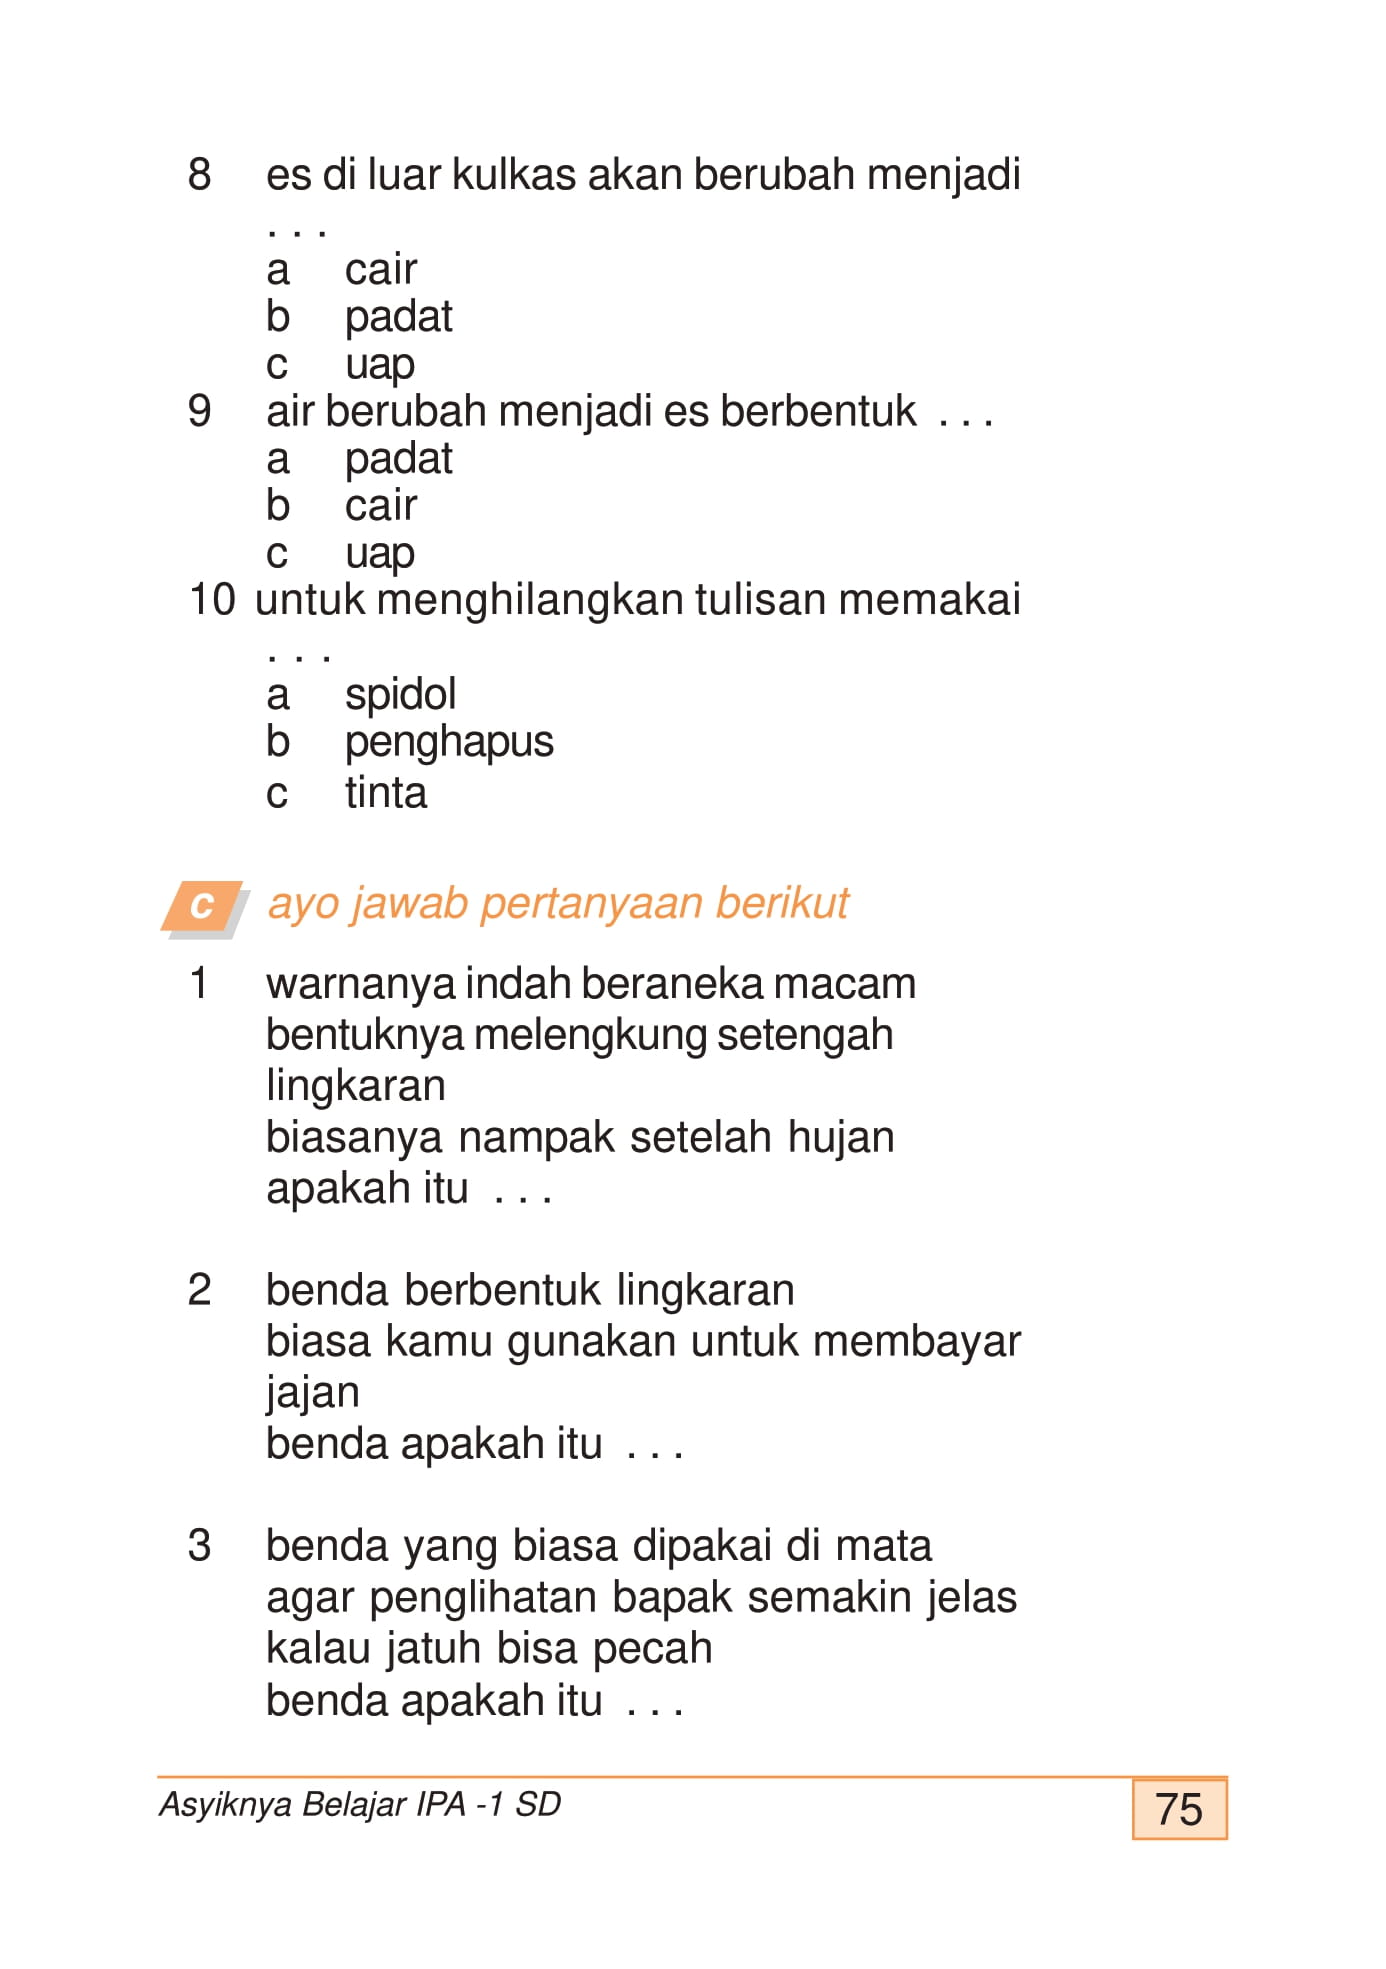 8 es di luar kulkas akan berubah menjadi
. . .
a cair
b padat
c uap
9 air berubah menjadi es berbentuk . . .
a padat
b cair
c uap
10 untuk menghilangkan tulisan memakai
. . .
a spidol
b penghapus
c tinta
c ayo jawab pertanyaan berikut
1 warnanya indah beraneka macam
bentuknya melengkung setengah
lingkaran
biasanya nampak setelah hujan
apakah itu . . .
2 benda berbentuk lingkaran
biasa kamu gunakan untuk membayar
jajan
benda apakah itu . . .
3 benda yang biasa dipakai di mata
agar penglihatan bapak semakin jelas
kalau jatuh bisa pecah
benda apakah itu . . .
Asyiknya Belajar IPA -1 SD 75